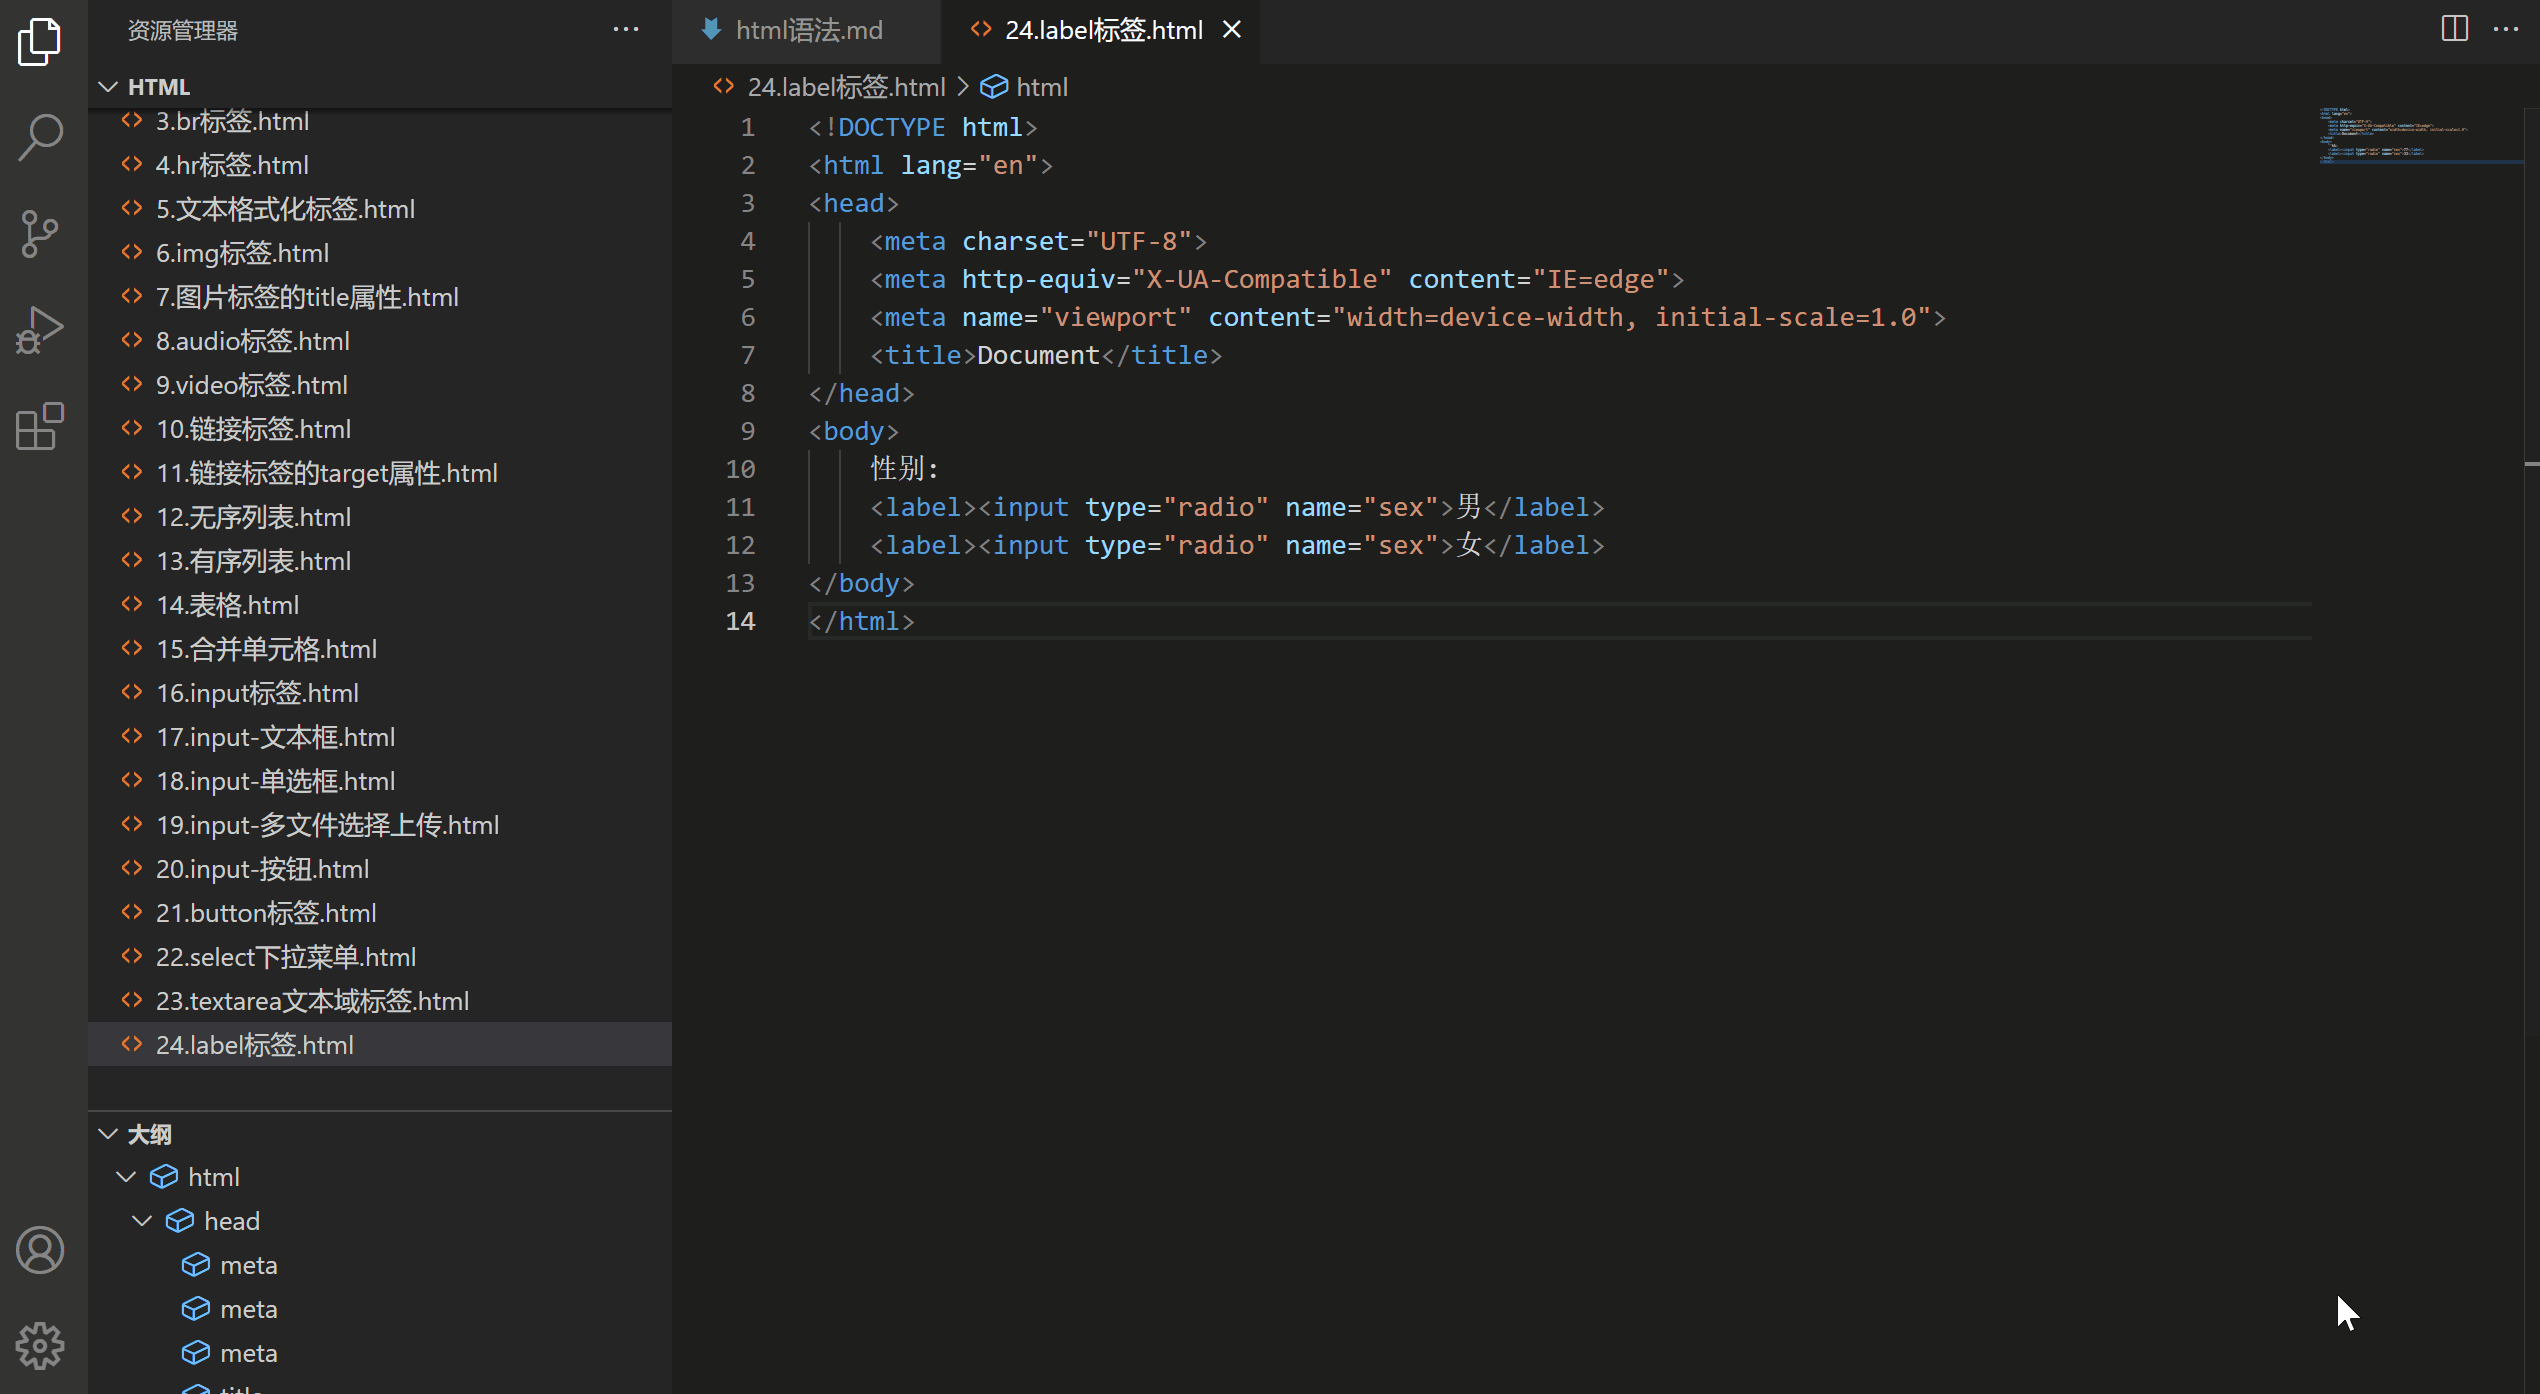 资源管理器
HTML
3.br标签.html
4.hr标签.html
5.文本格式化标签.html
6.img标签.html
7.图片标签的title属性.html
8.audio标签.html
9.video标签.html
10.链接标签.html
11.链接标签的target属性.html
12.无序列表.html
13.有序列表.html
14.表格.html
15.合并单元格.html
16.input标签.html
17.input-文本框.html
18.input-单选框.html
19.input-多文件选择上传.html
20.input-按钮.html
21.button标签.html
22.select下拉菜单.html
23.textarea文本域标签.html
24.label标签.html
大纲
html
head
meta
meta
meta
title
html语法.md
24.label标签.html
24.label标签.html > html
1 <!DOCTYPE html>
2 <html lang="en">
3 <head>
4 <meta charset="UTF-8">
5 <meta http-equiv="X-UA-Compatible" content="IE=edge">
6 <meta name="viewport" content="width=device-width, initial-scale=1.0">
7 <title>Document</title>
8 </head>
9 <body>
10 性别:
11 <label><input type="radio" name="sex">男</label>
12 <label><input type="radio" name="sex">女</label>
13 </body>
14 </html>